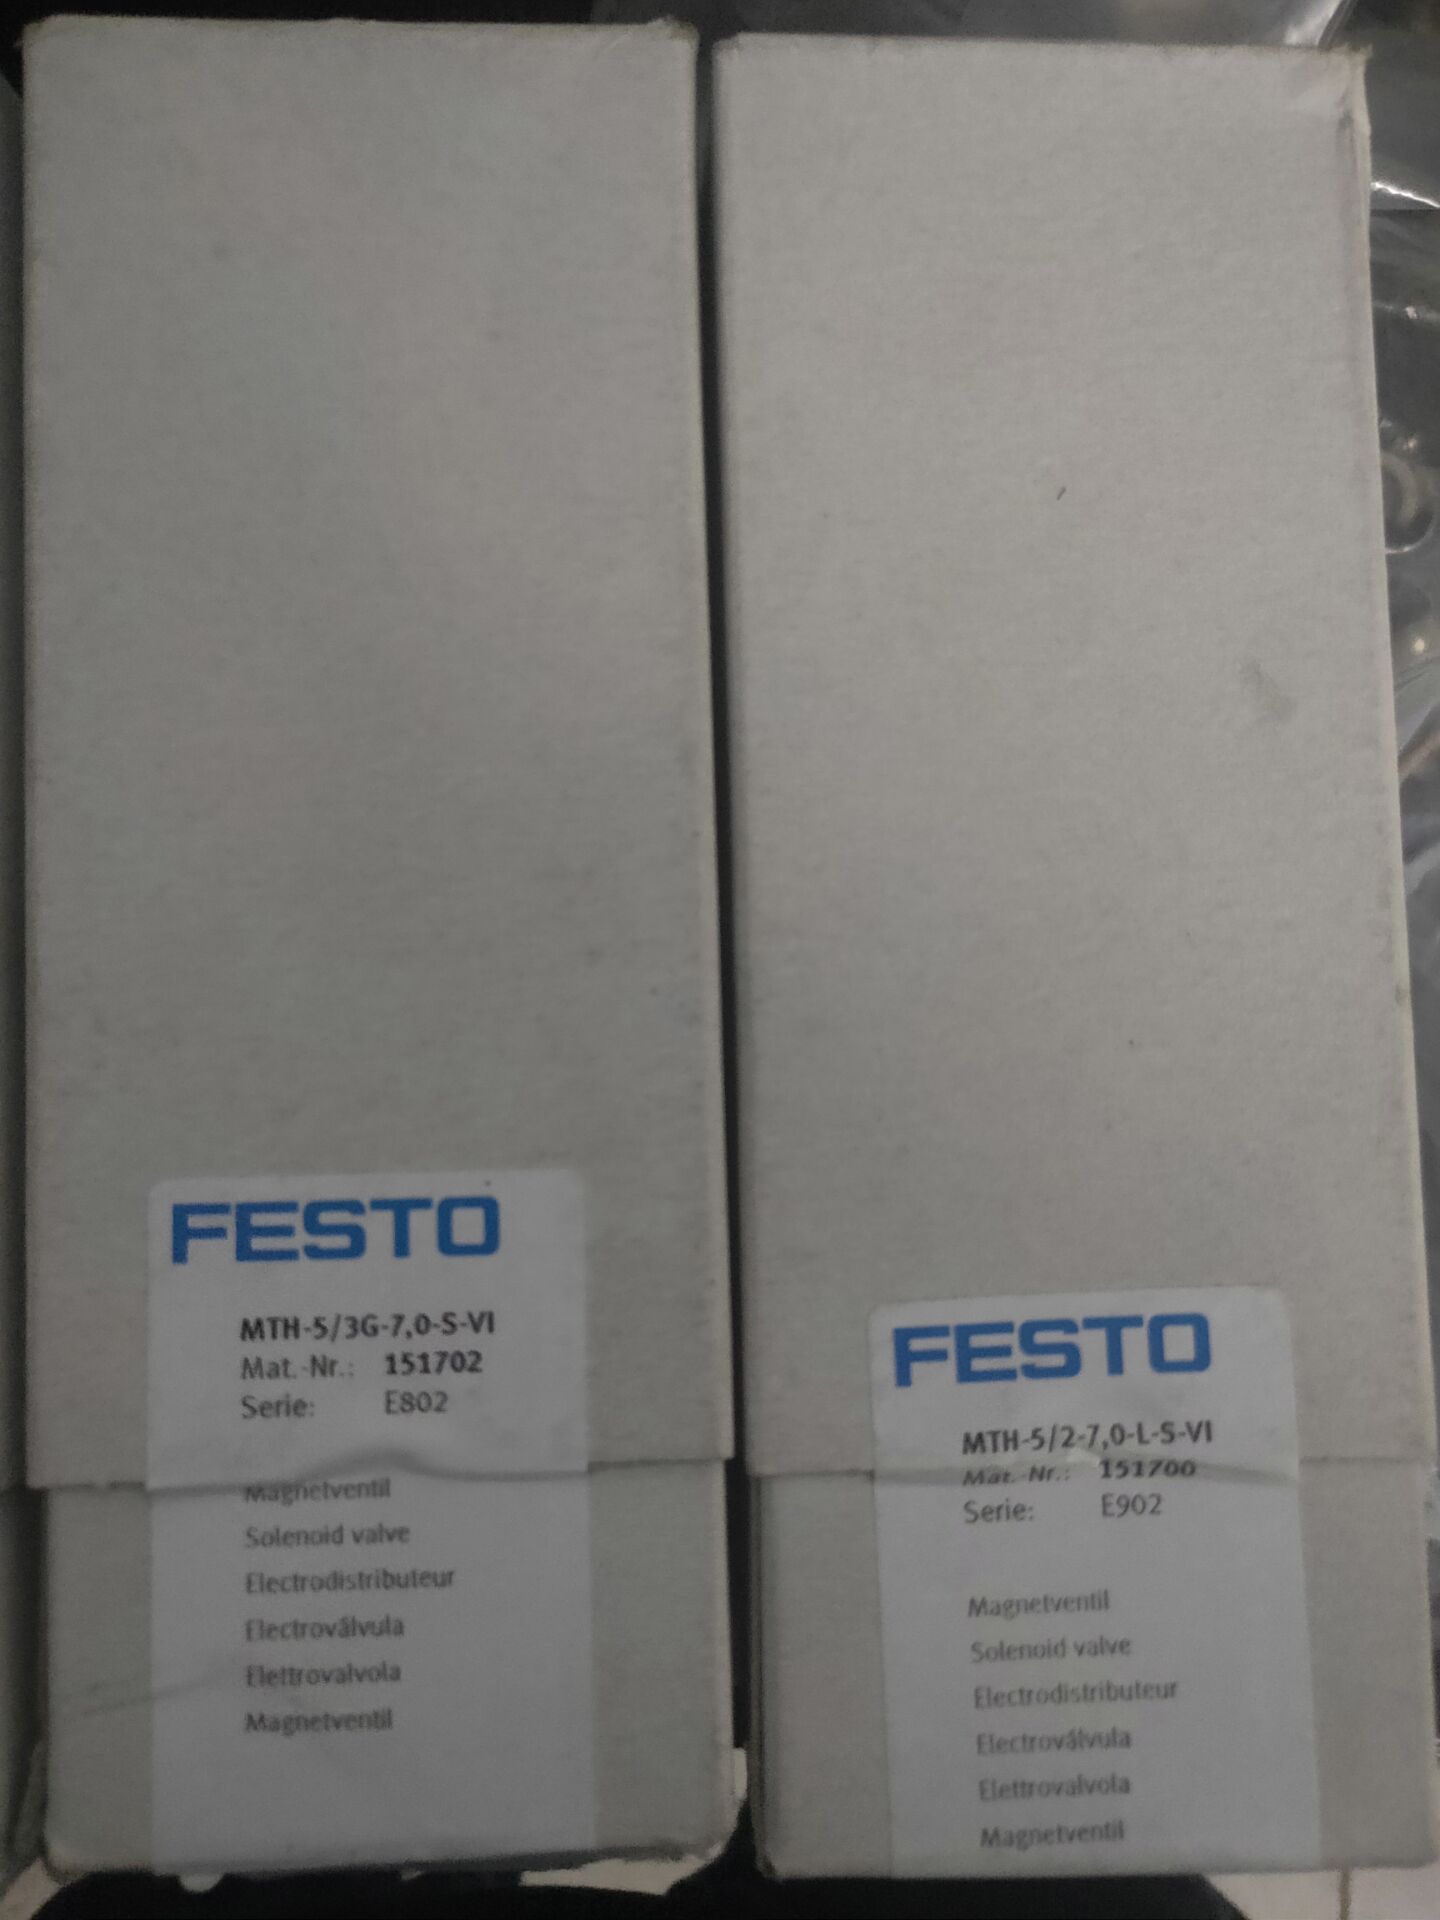 FESTO
MTH-5/3G-7,0-S-VI
Mat.-Nr.: 151702
Serie: E802
Magnetventil
Solenoid valve
Electrodistributeur
Electroválvula
Elettrovalvola
Magnetventil
FESTO
MTH-5/2-7,0-L-S-VI
Mat.-Nr.: 151700
Serie: E902
Magnetventil
Solenoid valve
Electrodistributeur
Electroválvula
Elettrovalvola
Magnetventil